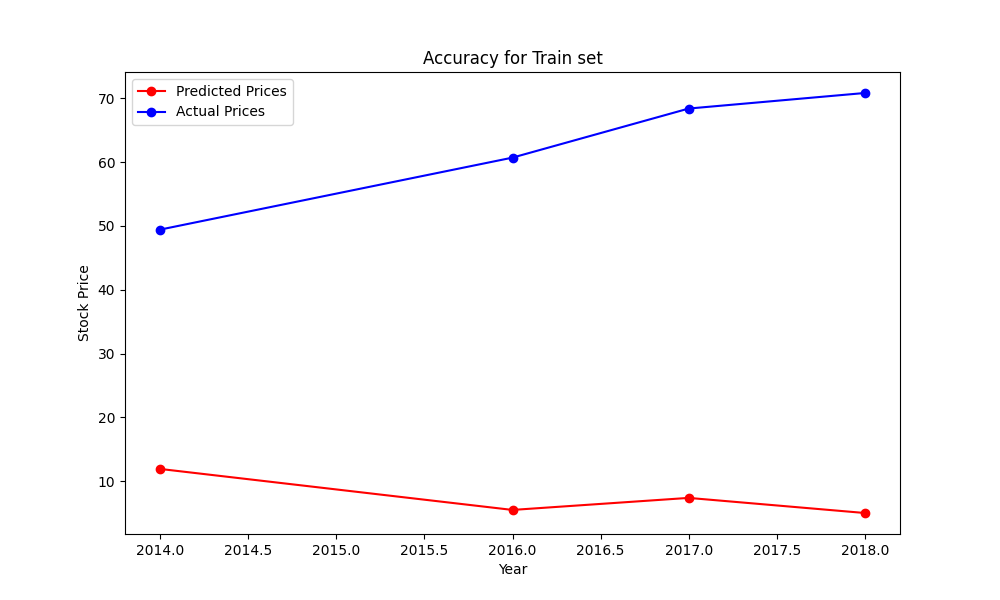 Accuracy for Train set
Predicted Prices
Actual Prices
70
60
50
40
30
20
10
Stock Price
2014.0 2014.5 2015.0 2015.5 2016.0 2016.5 2017.0 2017.5 2018.0
Year